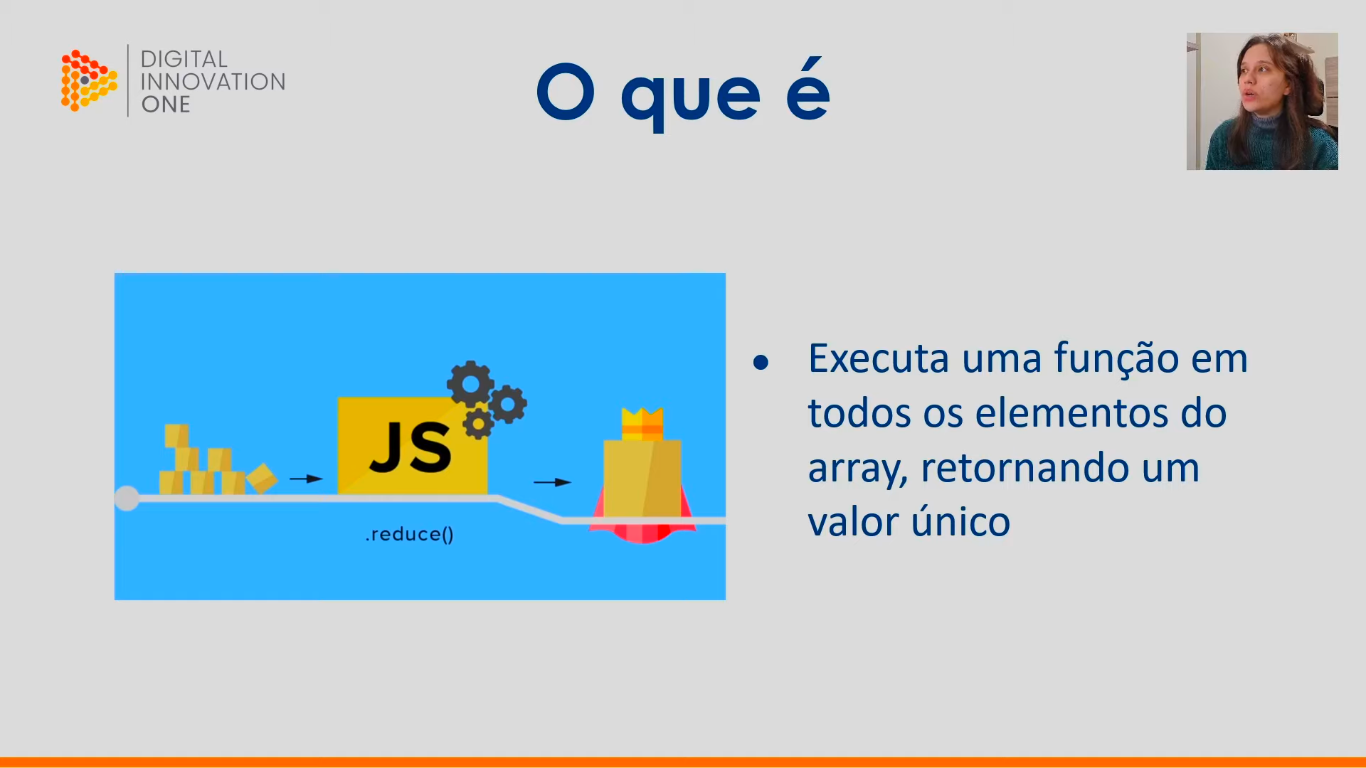 DIGITAL
INNOVATION
ONE
O que é
JS
.reduce()
● Executa uma função em
todos os elementos do
array, retornando um
valor único